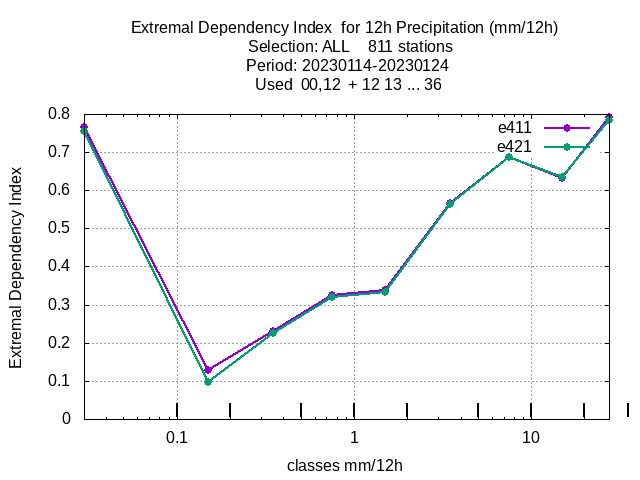 Extremal Dependency Index  for 12h Precipitation (mm/12h)
Selection: ALL    811 stations
Period: 20230114-20230124
Used  00,12  + 12 13 ... 36
e411
e421
0.8
0.7
0.6
0.5
0.4
0.3
0.2
0.1
0
Extremal Dependency Index
0.1
1
10
classes mm/12h